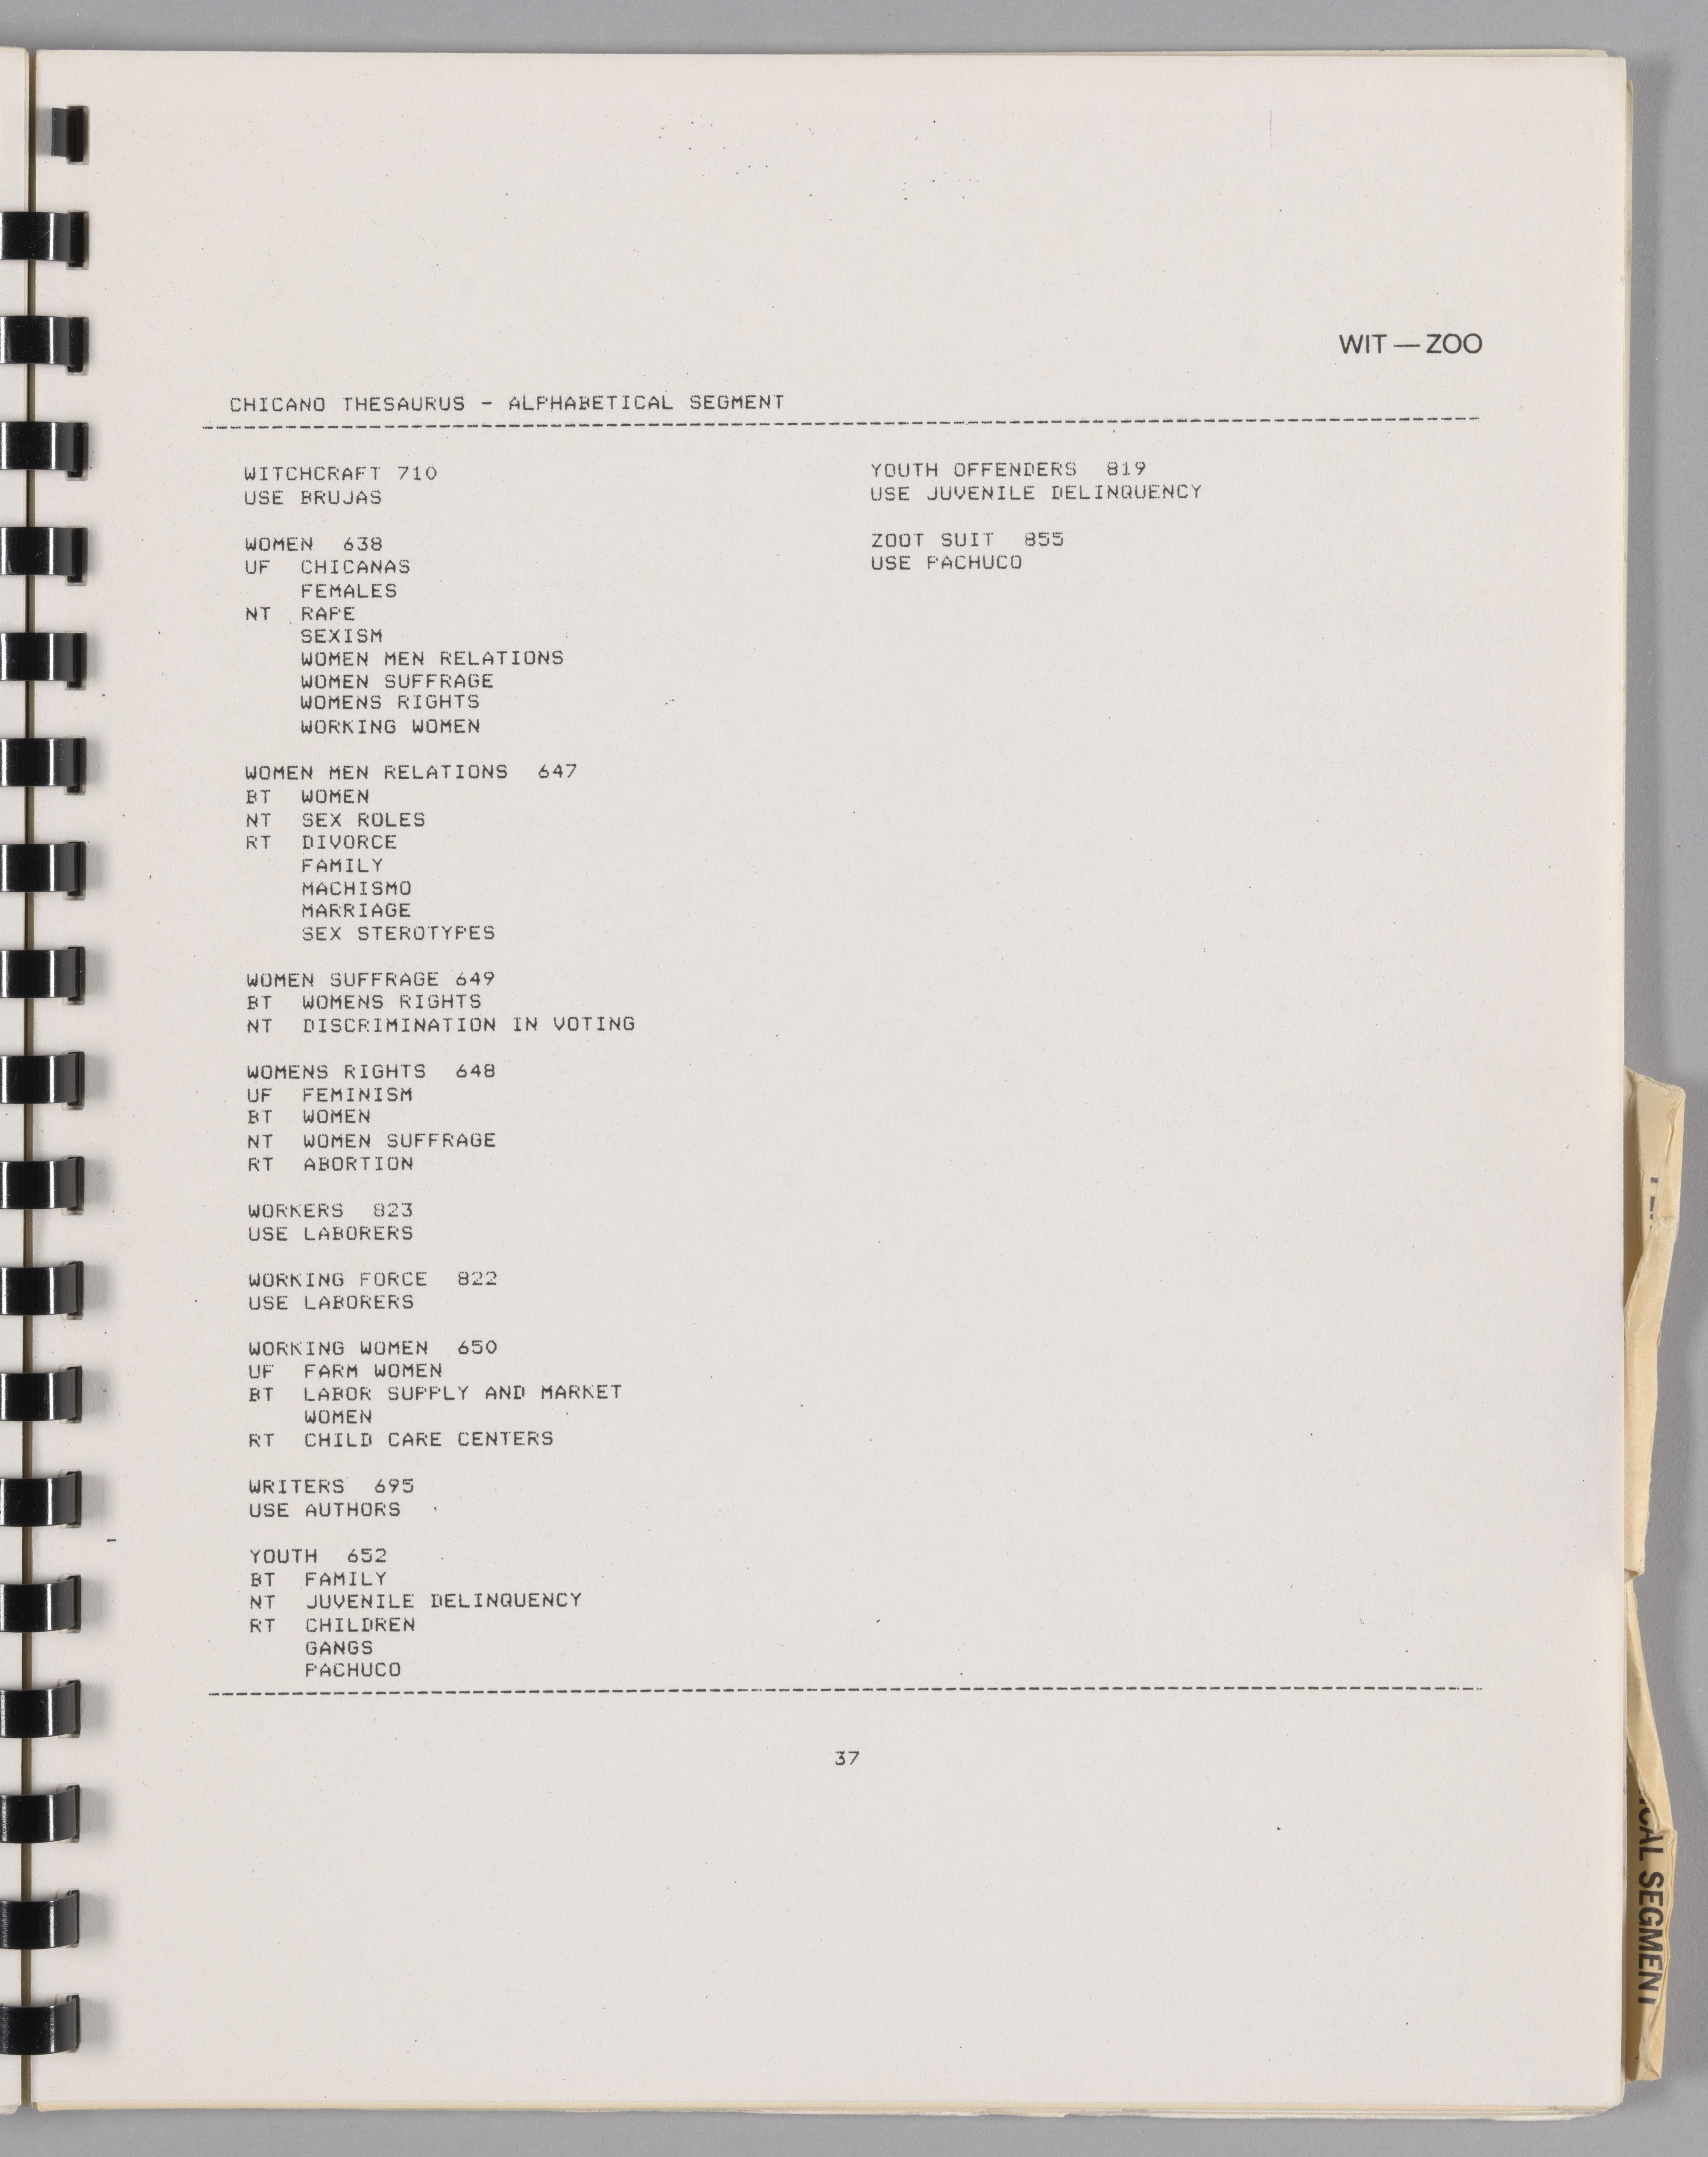 WIT — ZOO
CHICANO THESAURUS - ALPHABETICAL SEGMENT
WITCHCRAFT 710
USE BRUJAS
WOMEN 638
UF CHICANAS
FEMALES
NT RAPE
SEXISM
WOMEN MEN RELATIONS
WOMEN SUFFRAGE
WOMENS RIGHTS
WORKING WOMEN
WOMEN MEN RELATIONS 647
BT WOMEN
NT SEX ROLES
RT DIVORCE
FAMILY
MACHISMO
MARRIAGE
SEX STEROTYPES
WOMEN SUFFRAGE 649
BT WOMENS RIGHTS
NT DISCRIMINATION IN VOTING
WOMENS RIGHTS 648
UF FEMINISM
BT WOMEN
NT WOMEN SUFFRAGE
RT ABORTION
WORKERS 823
USE LABORERS
WORKING FORCE 822
USE LABORERS
WORKING WOMEN 650
UF FARM WOMEN
BT LABOR SUPPLY AND MARKET
WOMEN
RT CHILD CARE CENTERS
WRITERS 695
USE AUTHORS
YOUTH 652
BT FAMILY
NT JUVENILE DELINQUENCY
RT CHILDREN
GANGS
PACHUCO
YOUTH OFFENDERS 819
USE JUVENILE DELINQUENCY
ZOOT SUIT 855
USE PACHUCO
37
SEGMENT